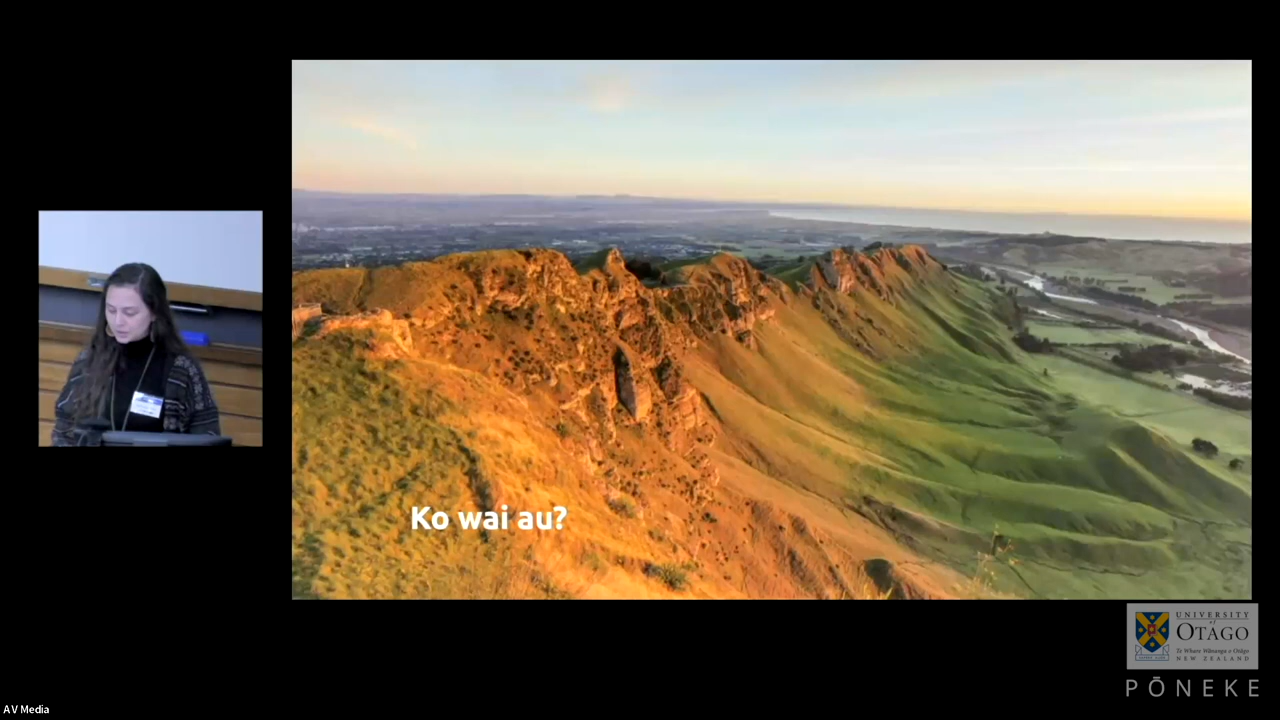 Ko wai au?
UNIVERSITY
of
OTAGO
Te Whare Wānanga o Otāgo
NEW ZEALAND
PŌNEKE
AV Media